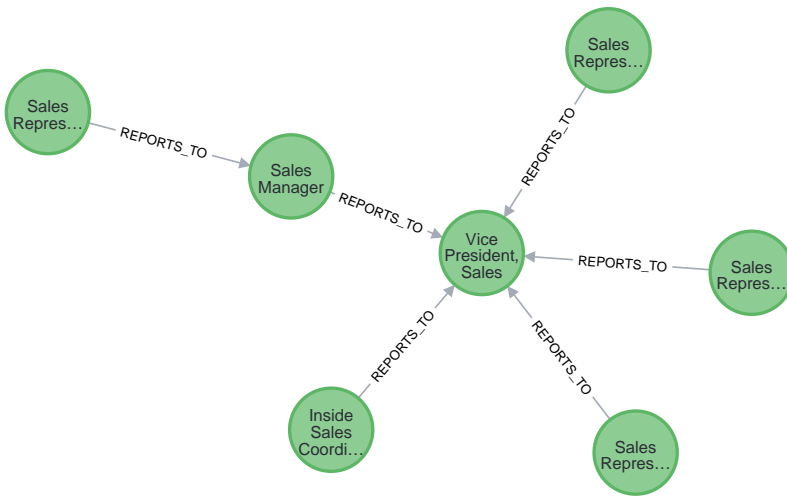 Sales
Repres…
REPORTS_TO
Sales
Repres…
REPORTS_TO
Sales
Manager
REPORTS_TO
Vice
President,
Sales
REPORTS_TO
Sales
Repres…
REPORTS_TO
Inside
Sales
Coordi…
REPORTS_TO
Sales
Repres…